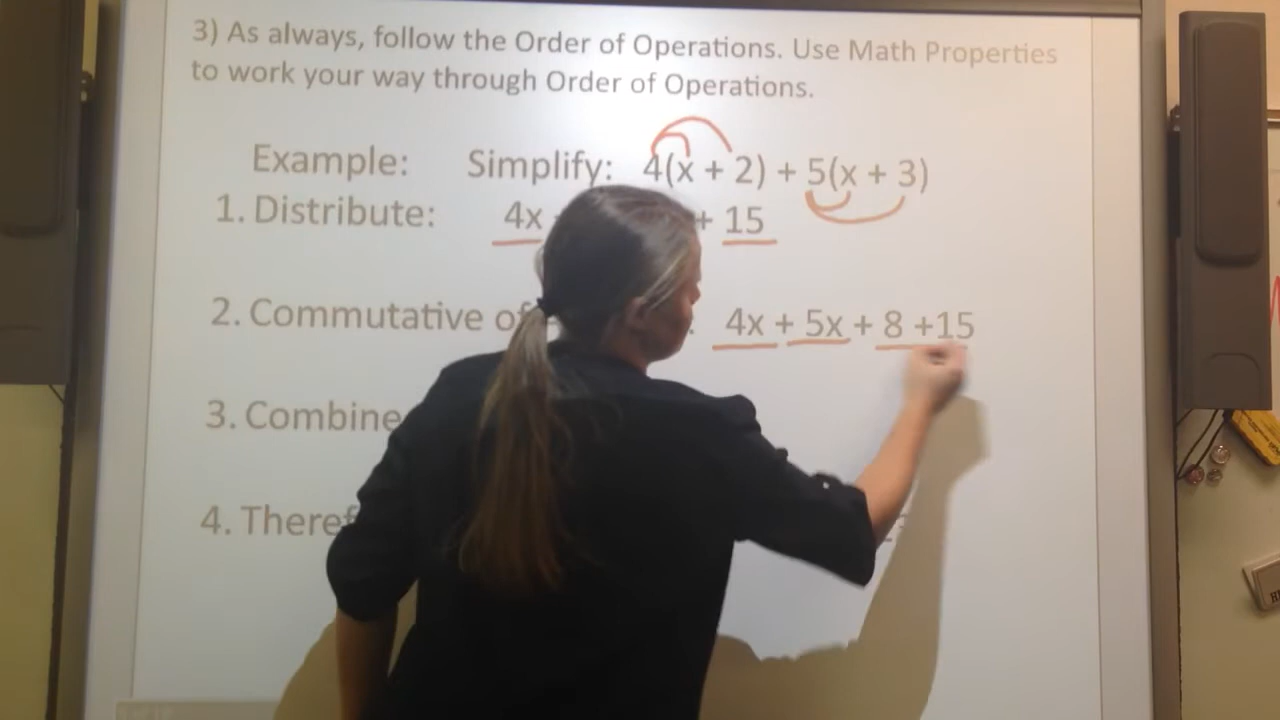 3) As always, follow the Order of Operations. Use Math Properties
to work your way through Order of Operations.
Example: Simplify: 4(x + 2) + 5(x + 3)
1. Distribute: 4x + 15
2. Commutative 4x + 5x + 8 +15
3. Combine
4.